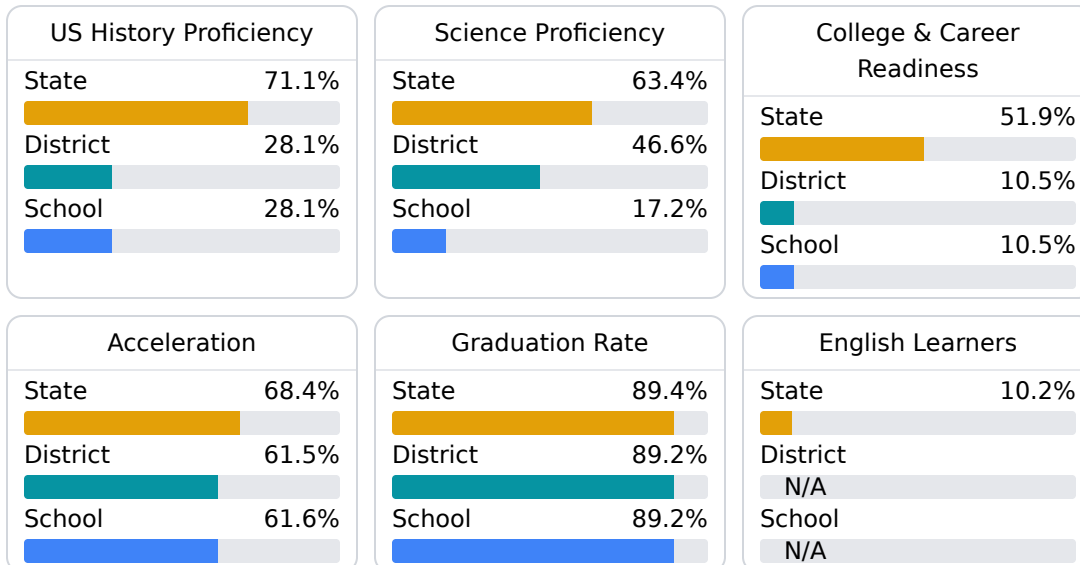 US History Proficiency
State 71.1%
District 28.1%
School 28.1%
Science Proficiency
State 63.4%
District 46.6%
School 17.2%
College & Career
Readiness
State 51.9%
District 10.5%
School 10.5%
Acceleration
State 68.4%
District 61.5%
School 61.6%
Graduation Rate
State 89.4%
District 89.2%
School 89.2%
English Learners
State 10.2%
District
N/A
School
N/A